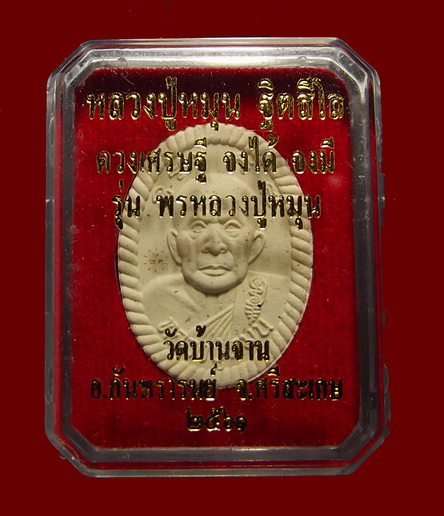 หลวงปู่หมุน ฐิตสีโล
ดวงเศรษฐี จงได้ จงมี
รุ่น พรหลวงปู่หมุน
วัดบ้านจาน
อ.กันทรารมย์ จ.ศรีสะเกษ
๒๕๖๑